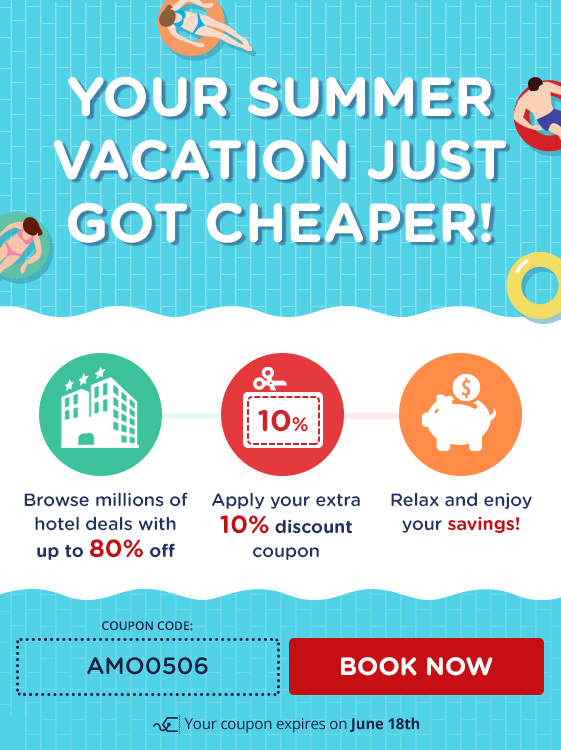 YOUR SUMMER
VACATION JUST
GOT CHEAPER!
10%
$
Browse millions of
hotel deals with
up to 80% off
Apply your extra
10% discount
coupon
Relax and enjoy
your savings!
COUPON CODE:
AMO0506
BOOK NOW
Your coupon expires on June 18th